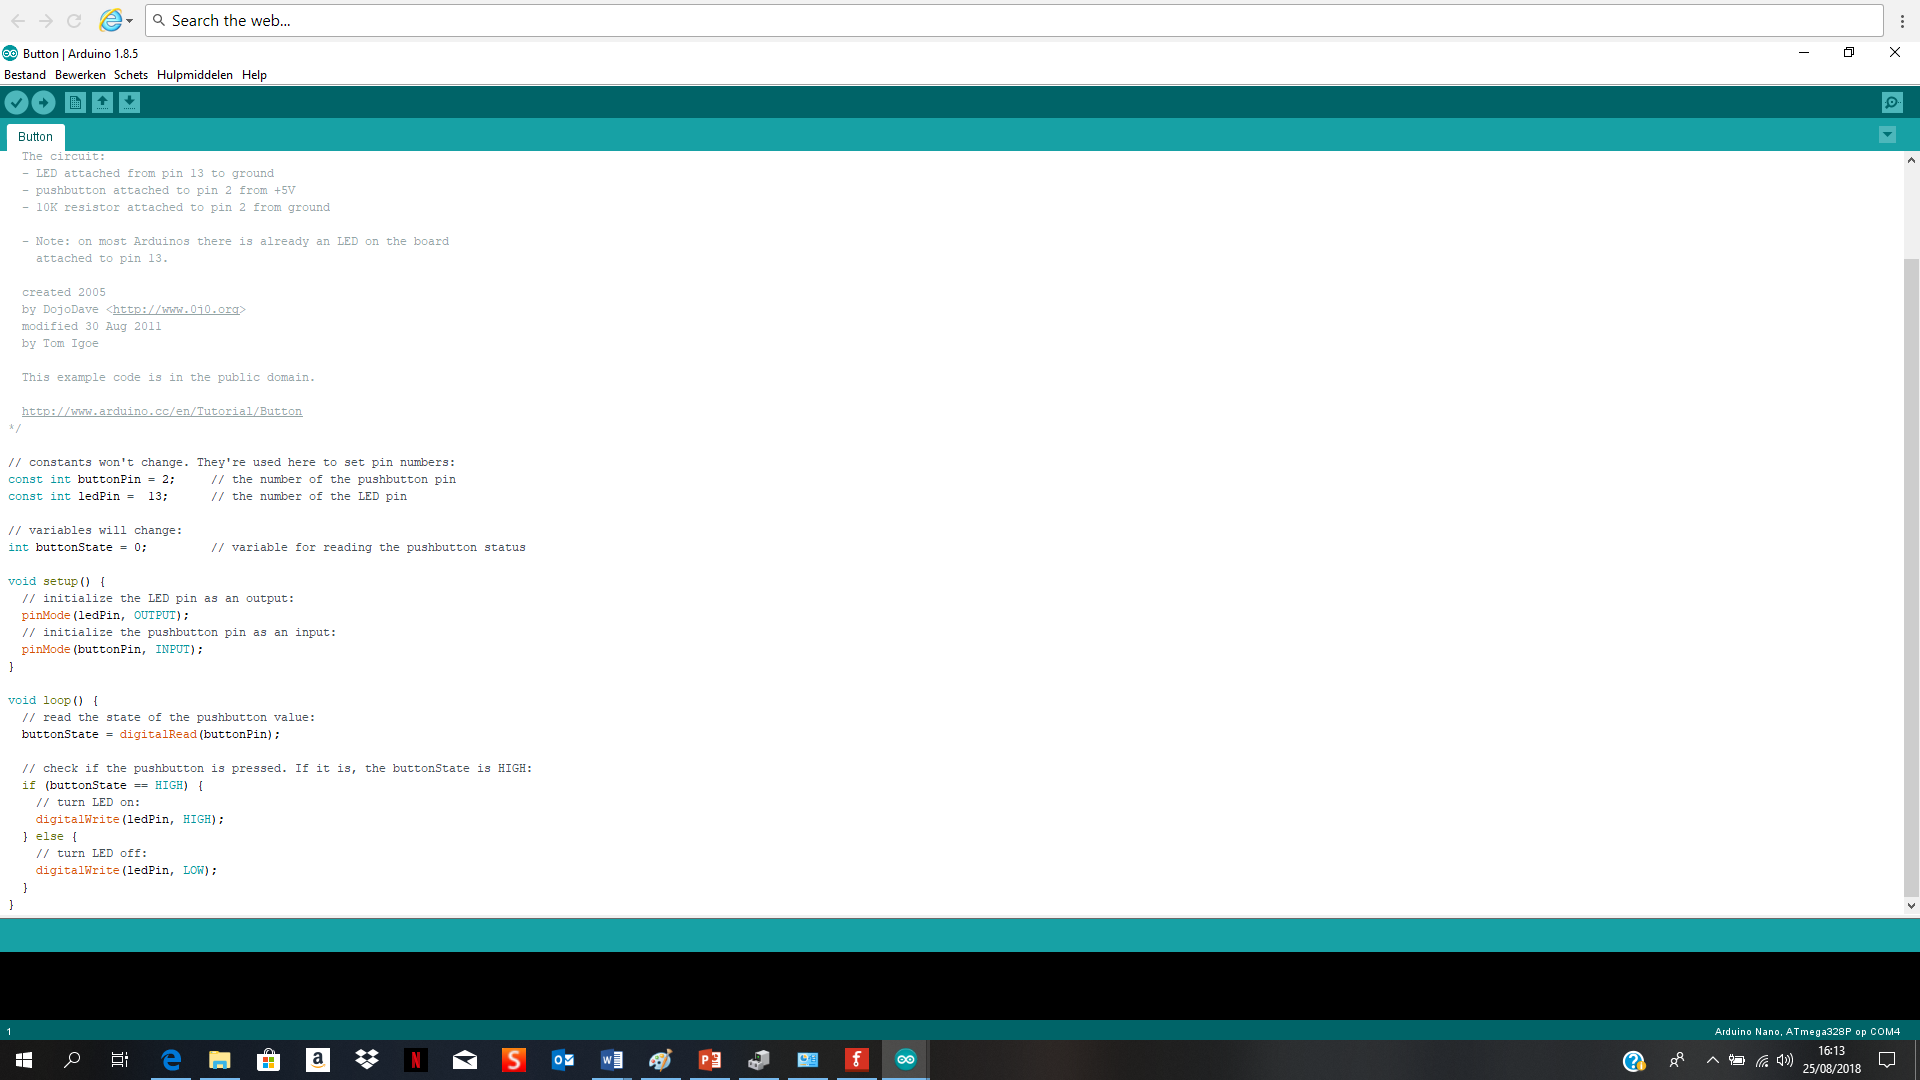 Search the web...
Button | Arduino 1.8.5
Bestand Bewerken Schets Hulpmiddelen Help
Button
The circuit:
- LED attached from pin 13 to ground
- pushbutton attached to pin 2 from +5V
- 10K resistor attached to pin 2 from ground
- Note: on most Arduinos there is already an LED on the board
attached to pin 13.
created 2005
by DojoDave <http://www.0j0.org>
modified 30 Aug 2011
by Tom Igoe
This example code is in the public domain.
http://www.arduino.cc/en/Tutorial/Button
*/
// constants won't change. They're used here to set pin numbers:
const int buttonPin = 2;     // the number of the pushbutton pin
const int ledPin =  13;      // the number of the LED pin
// variables will change:
int buttonState = 0;         // variable for reading the pushbutton status
void setup() {
// initialize the LED pin as an output:
pinMode(ledPin, OUTPUT);
// initialize the pushbutton pin as an input:
pinMode(buttonPin, INPUT);
}
void loop() {
// read the state of the pushbutton value:
buttonState = digitalRead(buttonPin);
// check if the pushbutton is pressed. If it is, the buttonState is HIGH:
if (buttonState == HIGH) {
// turn LED on:
digitalWrite(ledPin, HIGH);
} else {
// turn LED off:
digitalWrite(ledPin, LOW);
}
}
1
Arduino Nano, ATmega328P op COM4
16:13
25/08/2018